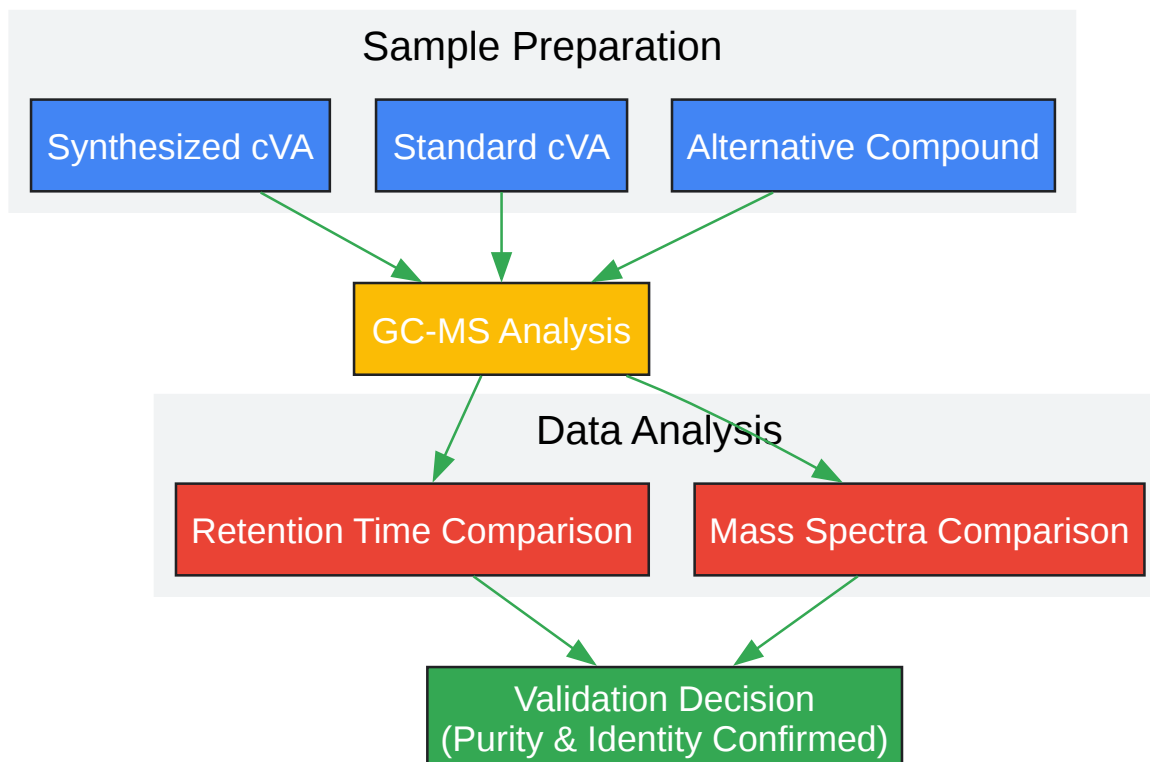 Sample Preparation
Synthesized cVA
Standard cVA
Alternative Compound
GC-MS Analysis
Data Analysis
Retention Time Comparison
Mass Spectra Comparison
Validation Decision
(Purity & Identity Confirmed)